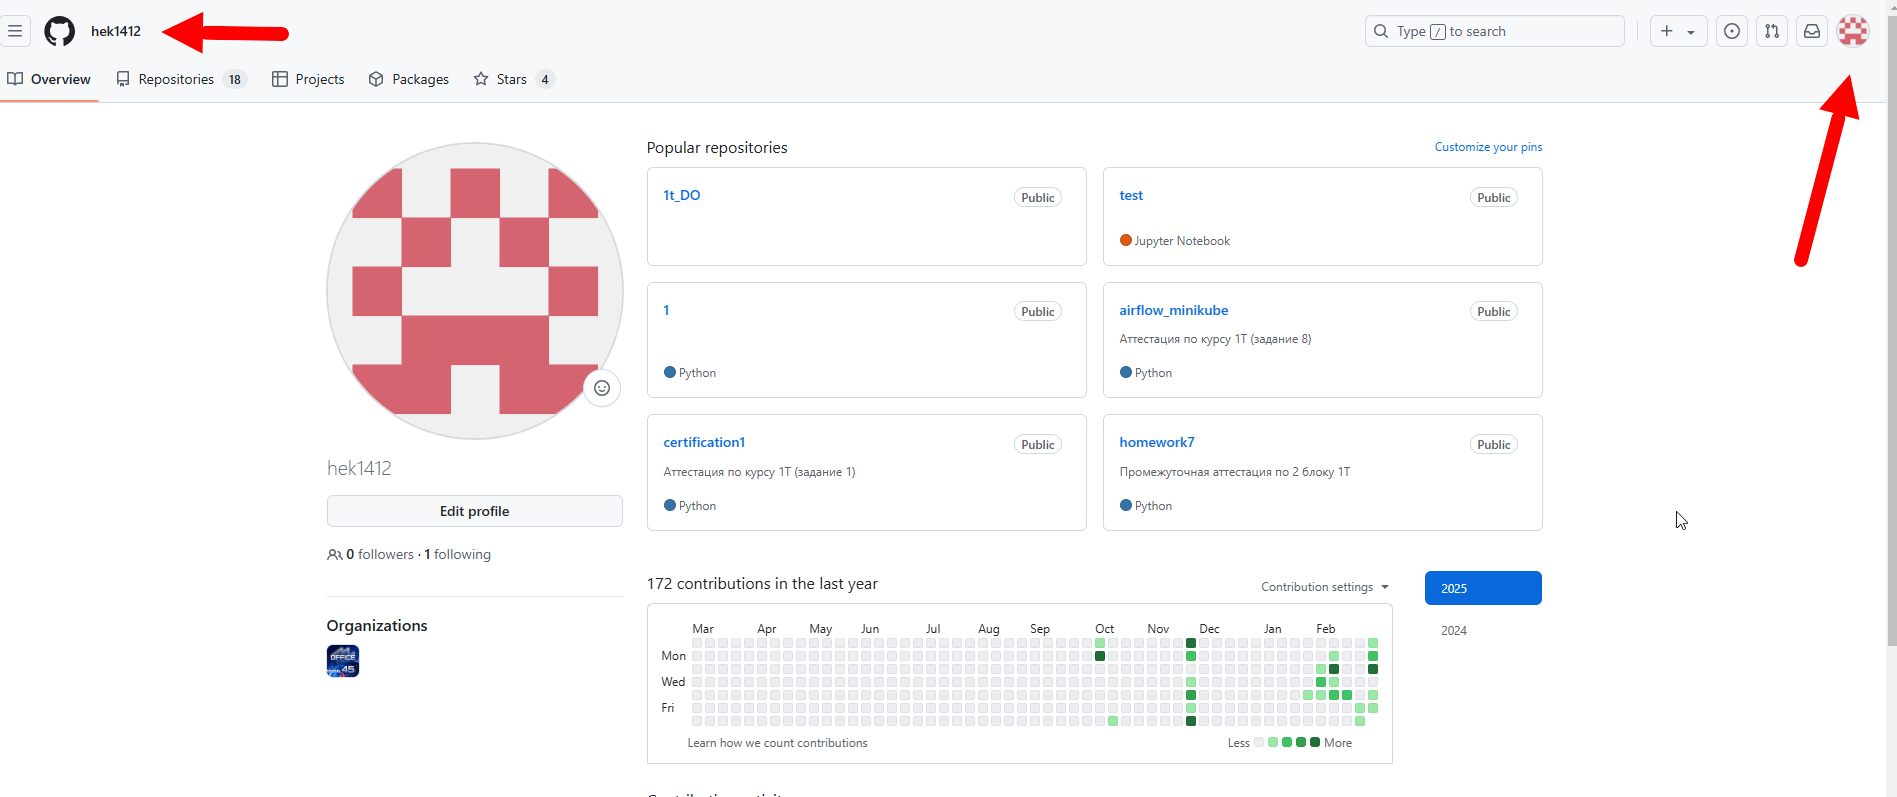 hek1412
Type / to search
Overview
Repositories 18
Projects
Packages
Stars 4
Popular repositories
Customize your pins
1t_DO
Public
test
Public
Jupyter Notebook
1
Public
Python
airflow_minikube
Public
Аттестация по курсу 1Т (задание 8)
Python
certification1
Public
Аттестация по курсу 1Т (задание 1)
Python
homework7
Public
Промежуточная аттестация по 2 блоку 1Т
Python
hek1412
Edit profile
0 followers · 1 following
Organizations
OFFICE
45
172 contributions in the last year
Contribution settings
2025
2024
Mar Apr May Jun Jul Aug Sep Oct Nov Dec Jan Feb
Mon
Wed
Fri
Learn how we count contributions
Less
More